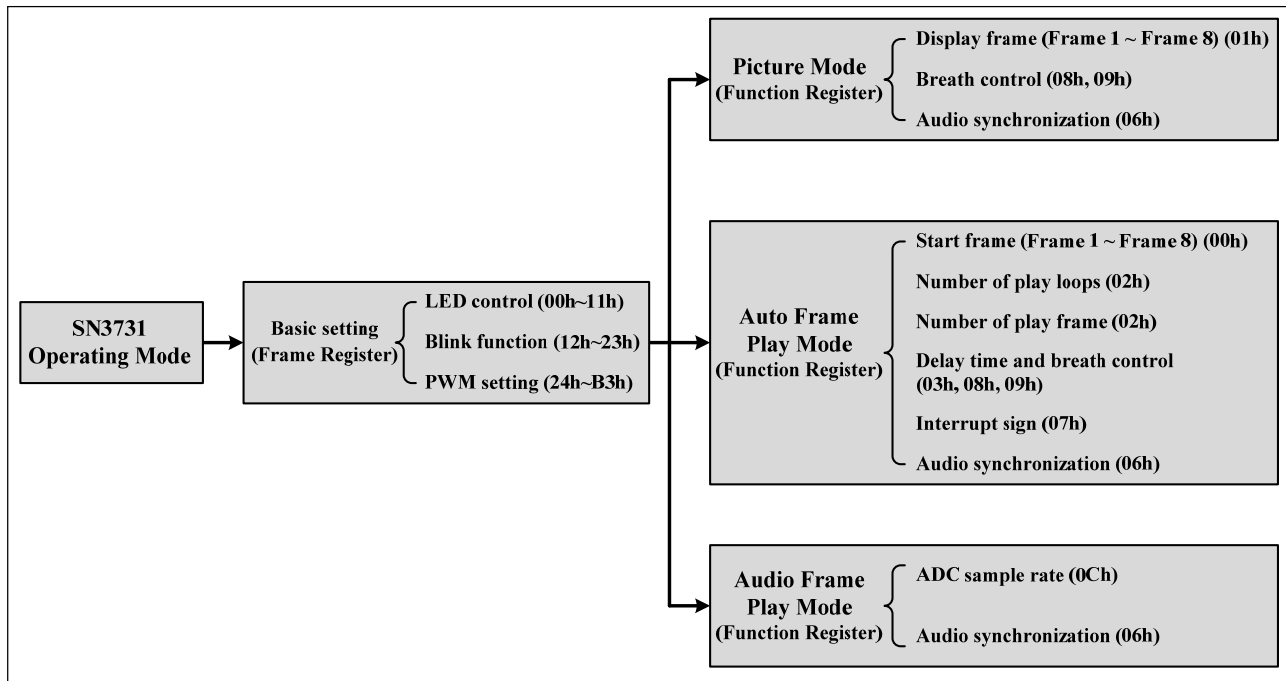 SN3731
Operating Mode
Basic setting
(Frame Register)
LED control (00h~11h)
Blink function (12h~23h)
PWM setting (24h~B3h)
Picture Mode
(Function Register)
Display frame (Frame 1 ~ Frame 8) (01h)
Breath control (08h, 09h)
Audio synchronization (06h)
Auto Frame
Play Mode
(Function Register)
Start frame (Frame 1 ~ Frame 8) (00h)
Number of play loops (02h)
Number of play frame (02h)
Delay time and breath control
(03h, 08h, 09h)
Interrupt sign (07h)
Audio synchronization (06h)
Audio Frame
Play Mode
(Function Register)
ADC sample rate (0Ch)
Audio synchronization (06h)